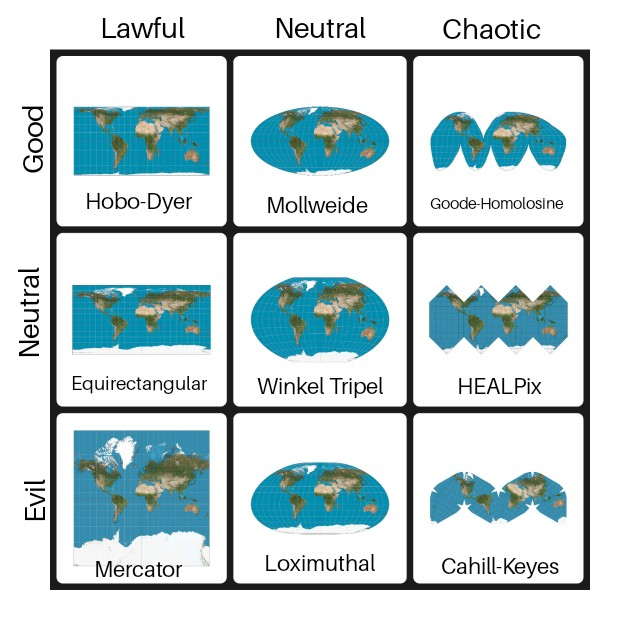 Lawful Neutral Chaotic
Good
Hobo-Dyer Mollweide Goode-Homolosine
Neutral
Equirectangular Winkel Tripel HEALPix
Evil
Mercator Loximuthal Cahill-Keyes